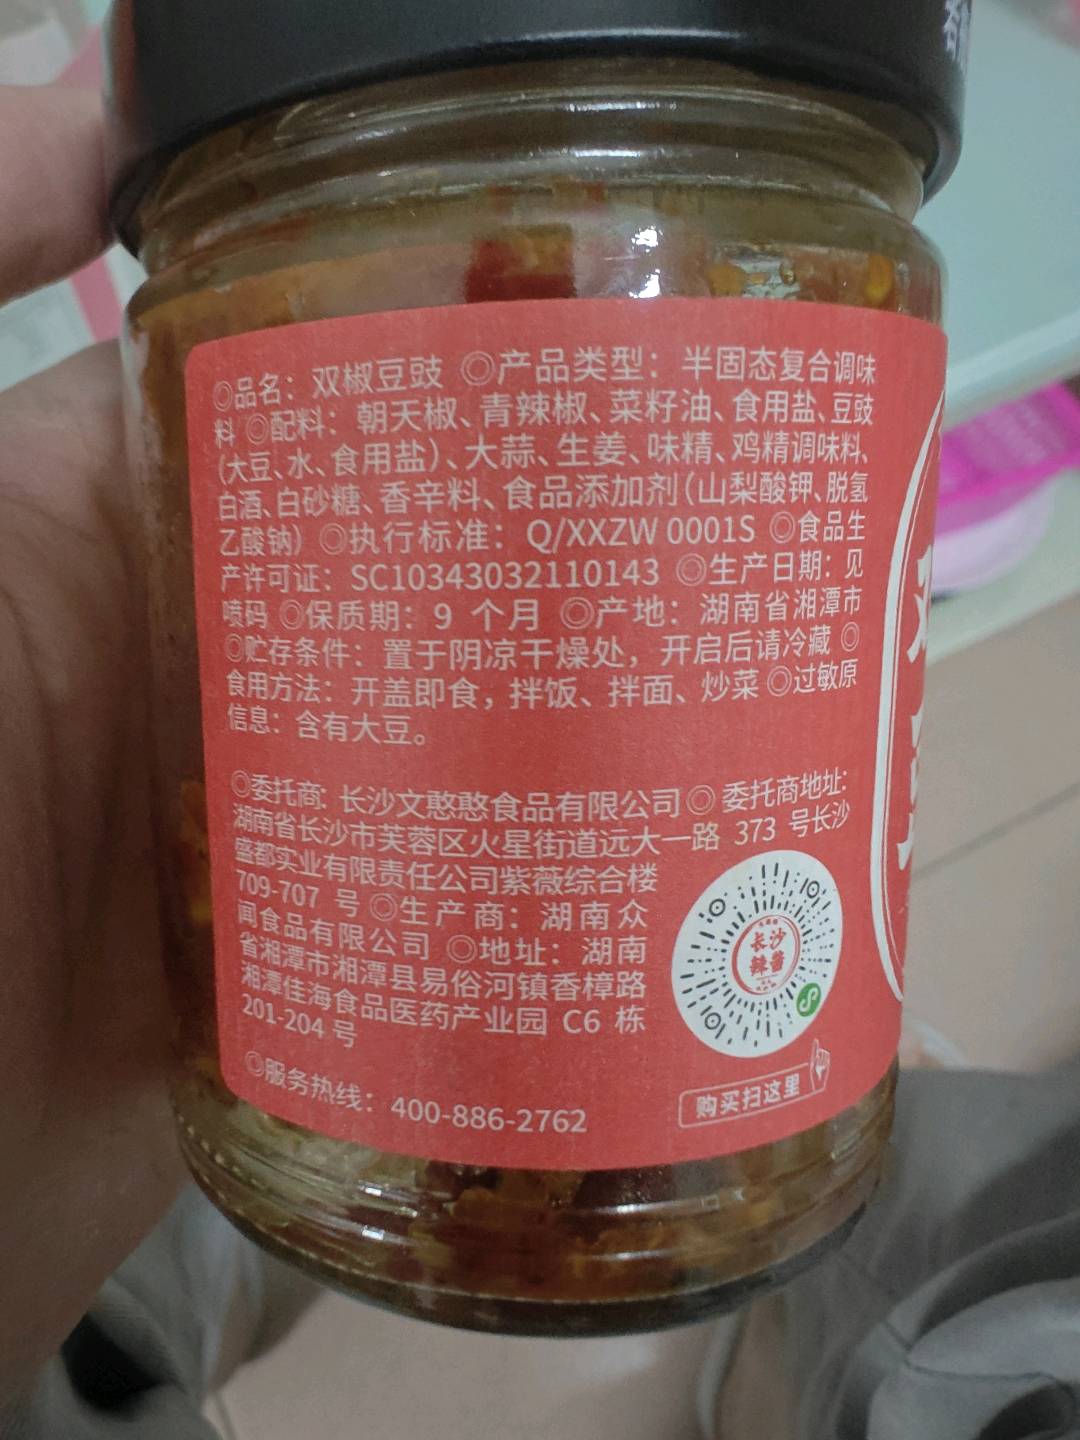 ◎品名：双椒豆豉 ◎产品类型：半固态复合调味
料 ◎配料：朝天椒、青辣椒、菜籽油、食用盐、豆豉
(大豆、水、食用盐)、大蒜、生姜、味精、鸡精调味料、
白酒、白砂糖、香辛料、食品添加剂(山梨酸钾、脱氢
乙酸钠) ◎执行标准：Q/XXZW 0001S ◎食品生
产许可证：SC10343032110143 ◎生产日期：见
喷码 ◎保质期：9 个月 ◎产地：湖南省湘潭市
◎贮存条件：置于阴凉干燥处，开启后请冷藏 ◎
食用方法：开盖即食，拌饭、拌面、炒菜 ◎过敏原
信息：含有大豆。
◎委托商：长沙文憨憨食品有限公司 ◎ 委托商地址：
湖南省长沙市芙蓉区火星街道远大一路 373 号长沙
盛都实业有限责任公司紫薇综合楼
709-707 号 ◎生产商：湖南众
闻食品有限公司 ◎地址：湖南
省湘潭市湘潭县易俗河镇香樟路
湘潭佳海食品医药产业园 C6 栋
201-204 号
◎服务热线：400-886-2762
长沙
辣酱
购买扫这里